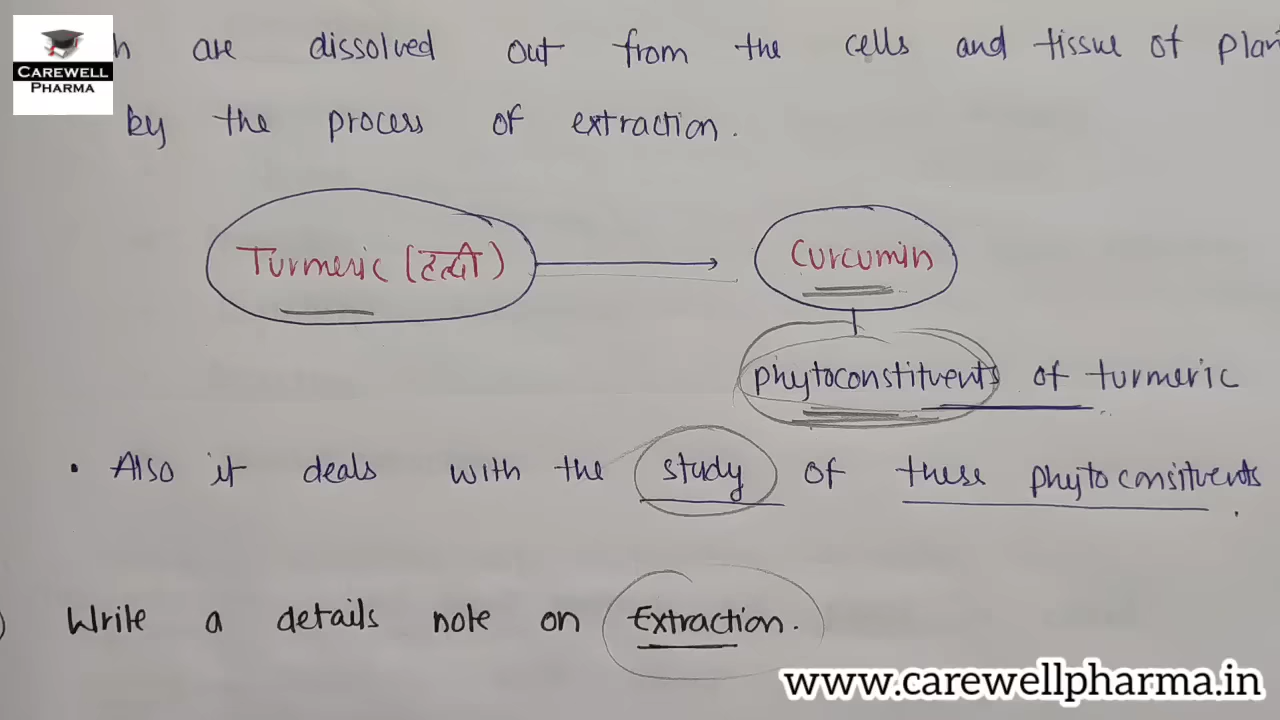 CAREWELL
PHARMA
are dissolved out from the cells and tissue of plan
by the process of extraction.
Turmeric (हल्दी)
Curcumin
phytoconstituents of turmeric
• Also it deals with the study of these phytoconsitvents.
Write a details note on Extraction.
www.carewellpharma.in